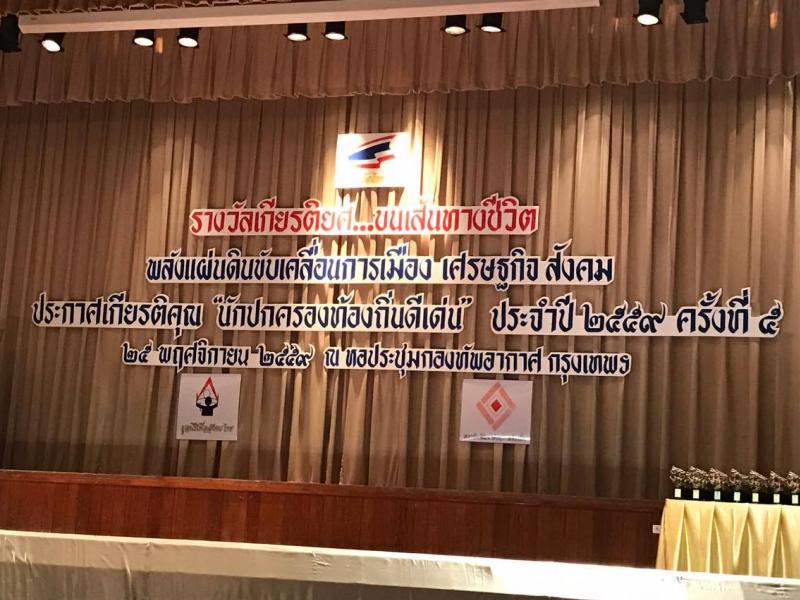 รางวัลเกียรติยศ...บนเส้นทางชีวิต
พลังแผ่นดินขับเคลื่อนการเมือง เศรษฐกิจ สังคม
ประกาศเกียรติคุณ "นักปกครองท้องถิ่นดีเด่น" ประจำปี ๒๕๕๙ ครั้งที่ ๕
๒๕ พฤศจิกายน ๒๕๕๙ ณ หอประชุมกองทัพอากาศ กรุงเทพฯ